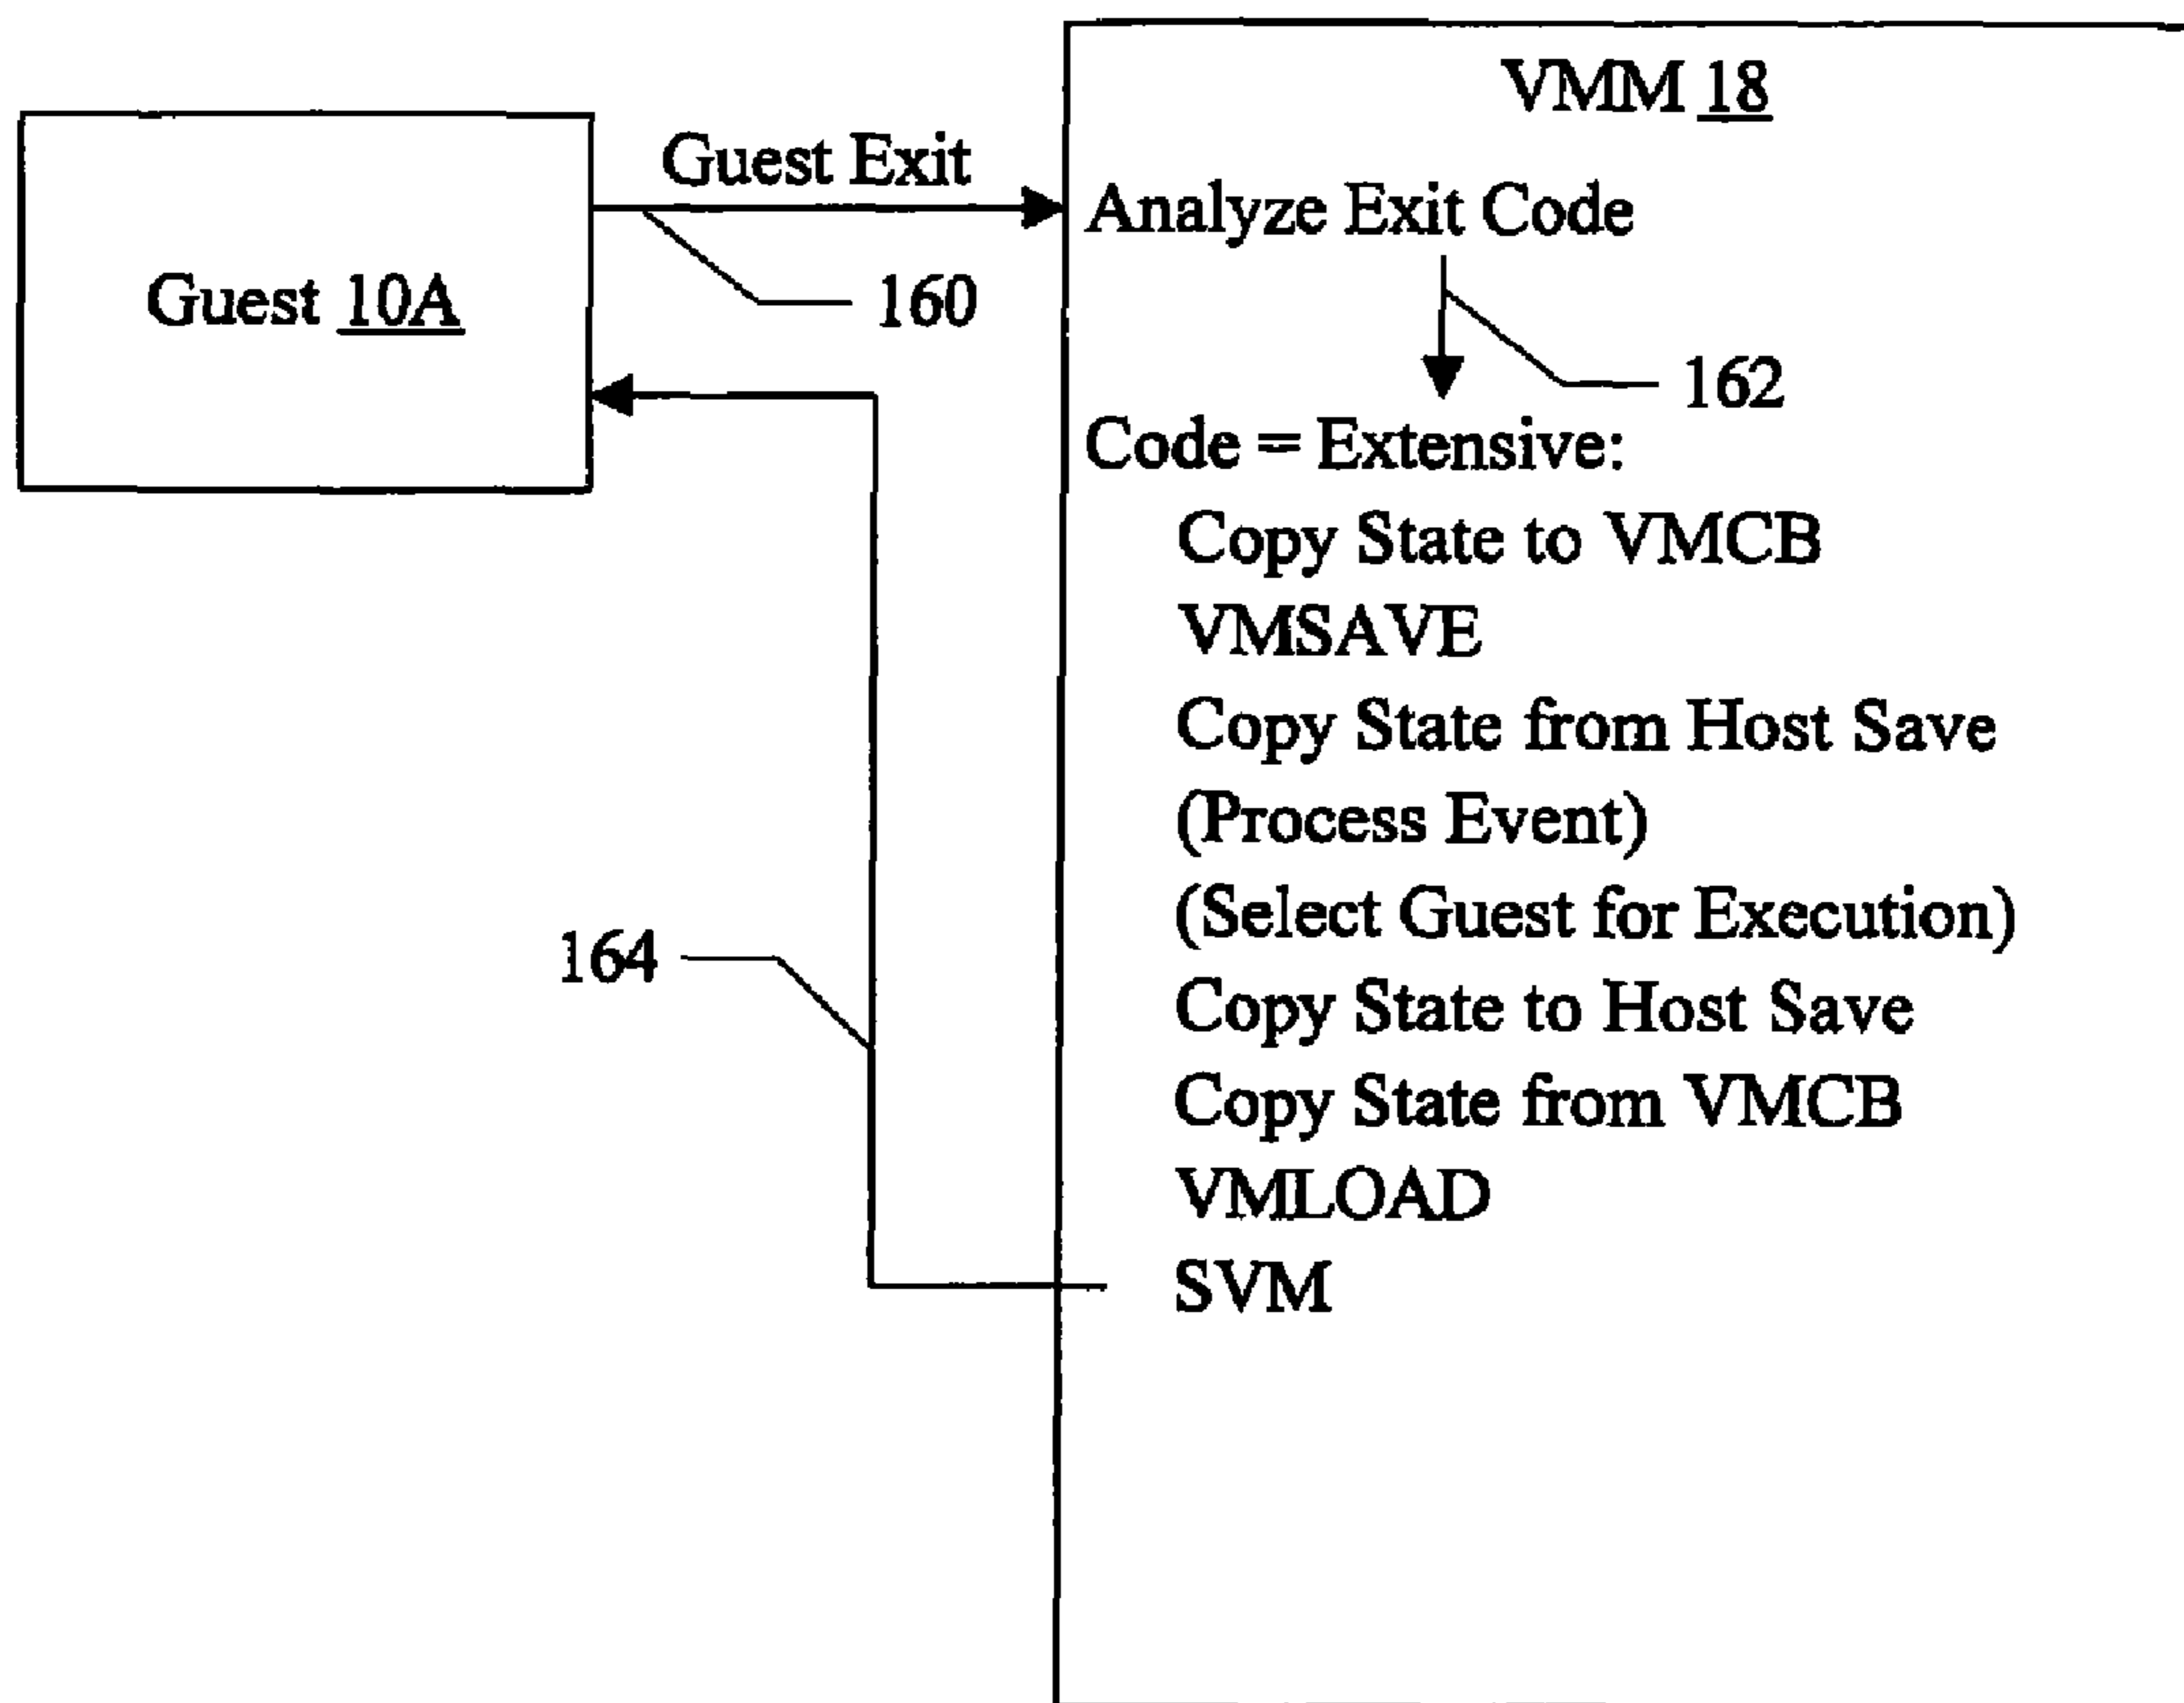 VMM 18
Guest Exit
Analyze Exit Code
Guest 10A
160
162
Code = Extensive:
Copy State to VMCB
VMSAVE
Copy State from Host Save
(Process Event)
(Select Guest for Execution)
164
Copy State to Host Save
Copy State from VMCB
VMLOAD
SVM